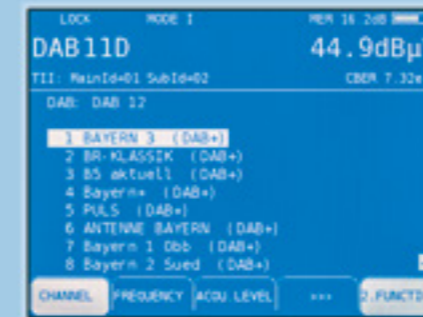 LOCK MODE I MER 16.2dB
DAB11D 44.9dBµ
TII: MainId=01 SubId=02 CBER 7.32e
DAB: DAB 12
1 BAYERN 3 (DAB+)
2 BR-KLASSIK (DAB+)
3 B5 aktuell (DAB+)
4 Bayern+ (DAB+)
5 PULS (DAB+)
6 ANTENNE BAYERN (DAB+)
7 Bayern 1 Obb (DAB+)
8 Bayern 2 Sued (DAB+)
CHANNEL FREQUENCY ACOU.LEVEL >>> 2.FUNCTI